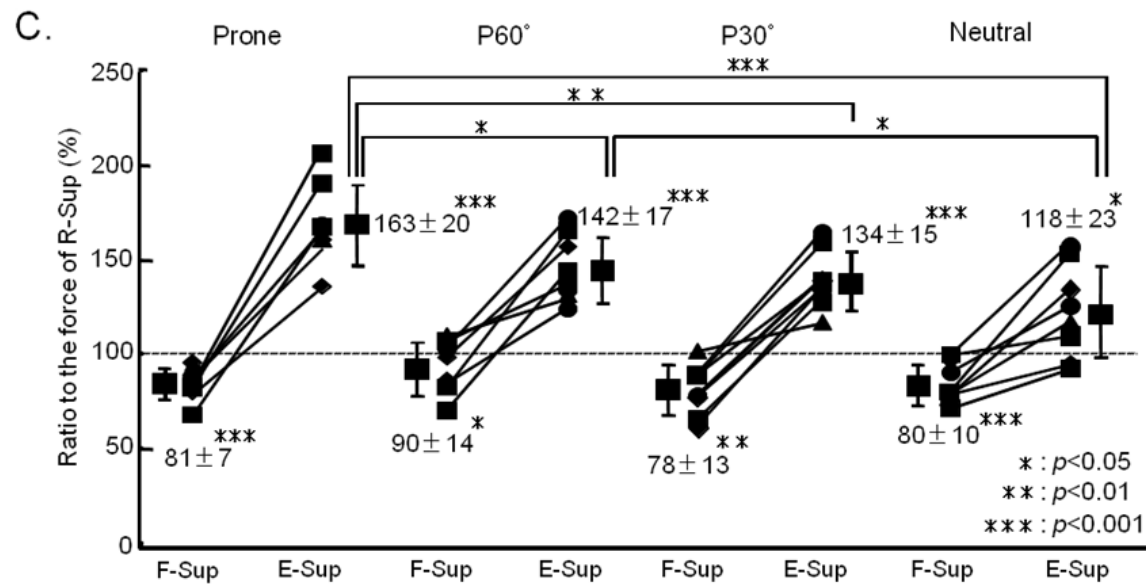 C.
Prone P60° P30° Neutral
Ratio to the force of R-Sup (%)
250
200
150
100
50
0
***
**
*
*
163±20 ***
142±17 ***
134±15 ***
118±23 *
81±7 ***
90±14 *
78±13 **
80±10 ***
* : p<0.05
** : p<0.01
*** : p<0.001
F-Sup E-Sup F-Sup E-Sup F-Sup E-Sup F-Sup E-Sup